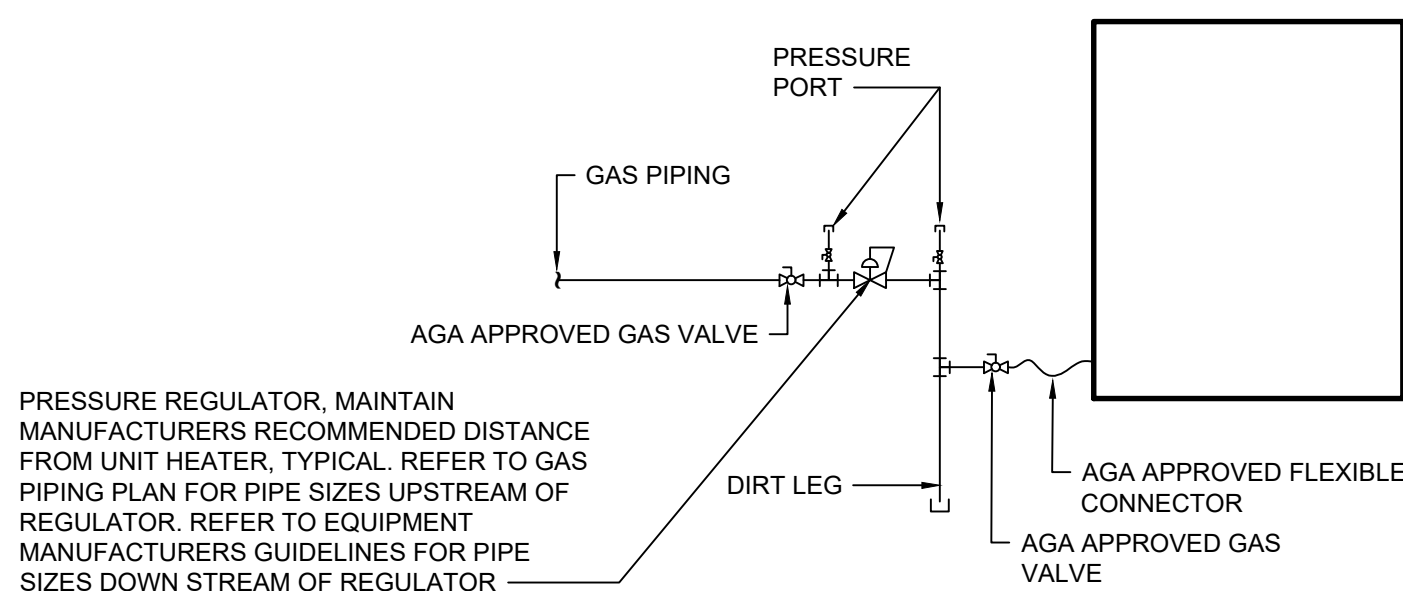 PRESSURE
PORT
GAS PIPING
AGA APPROVED GAS VALVE
PRESSURE REGULATOR, MAINTAIN
MANUFACTURERS RECOMMENDED DISTANCE
FROM UNIT HEATER, TYPICAL. REFER TO GAS
PIPING PLAN FOR PIPE SIZES UPSTREAM OF
REGULATOR. REFER TO EQUIPMENT
MANUFACTURERS GUIDELINES FOR PIPE
SIZES DOWN STREAM OF REGULATOR
DIRT LEG
AGA APPROVED FLEXIBLE
CONNECTOR
AGA APPROVED GAS
VALVE